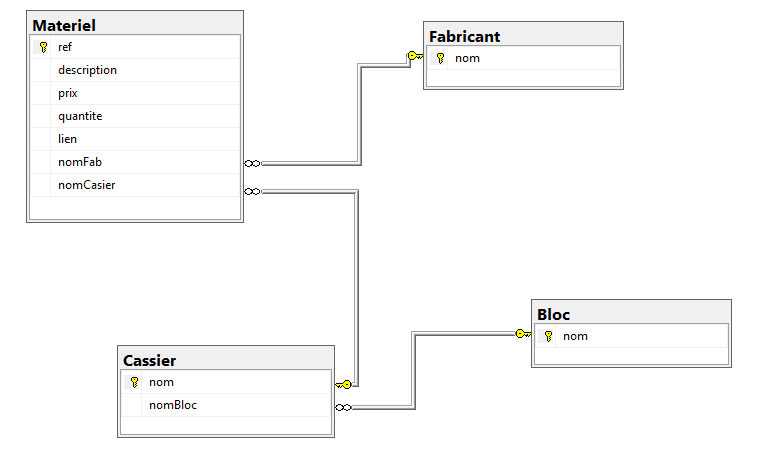 Materiel
ref
description
prix
quantite
lien
nomFab
nomCasier
Fabricant
nom
Cassier
nom
nomBloc
Bloc
nom